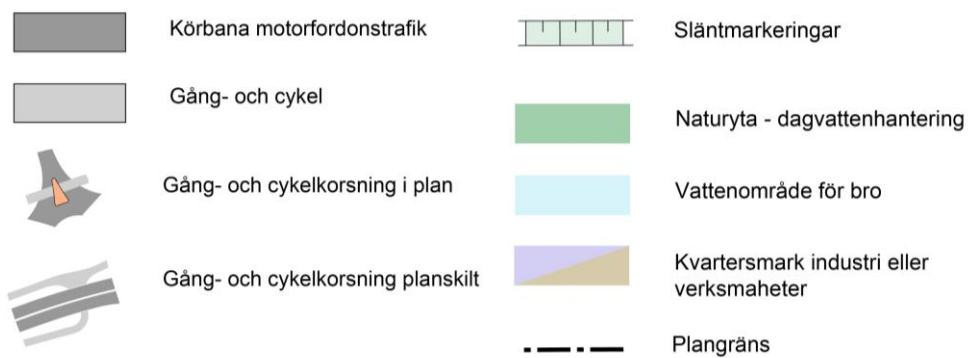 Körbana motorfordonstrafik
Gång- och cykel
Gång- och cykelkorsning i plan
Gång- och cykelkorsning planskilt
Släntmarkeringar
Naturyta - dagvattenhantering
Vattenområde för bro
Kvartersmark industri eller
verksmaheter
Plangräns